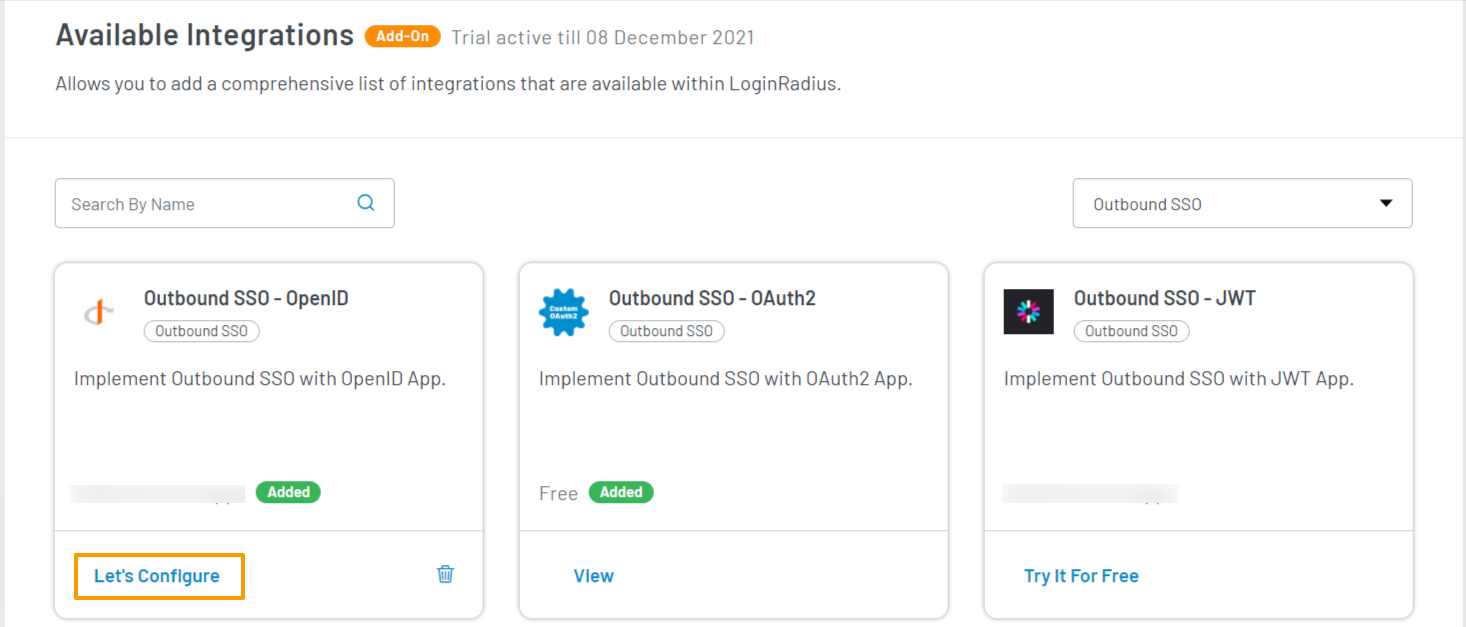 Available Integrations Add-On Trial active till 08 December 2021
Allows you to add a comprehensive list of integrations that are available within LoginRadius.
Search By Name
Outbound SSO
Outbound SSO - OpenID
Outbound SSO
Implement Outbound SSO with OpenID App.
Added
Let's Configure
Custom OAuth2
Outbound SSO - OAuth2
Outbound SSO
Implement Outbound SSO with OAuth2 App.
Free Added
View
Outbound SSO - JWT
Outbound SSO
Implement Outbound SSO with JWT App.
Try It For Free